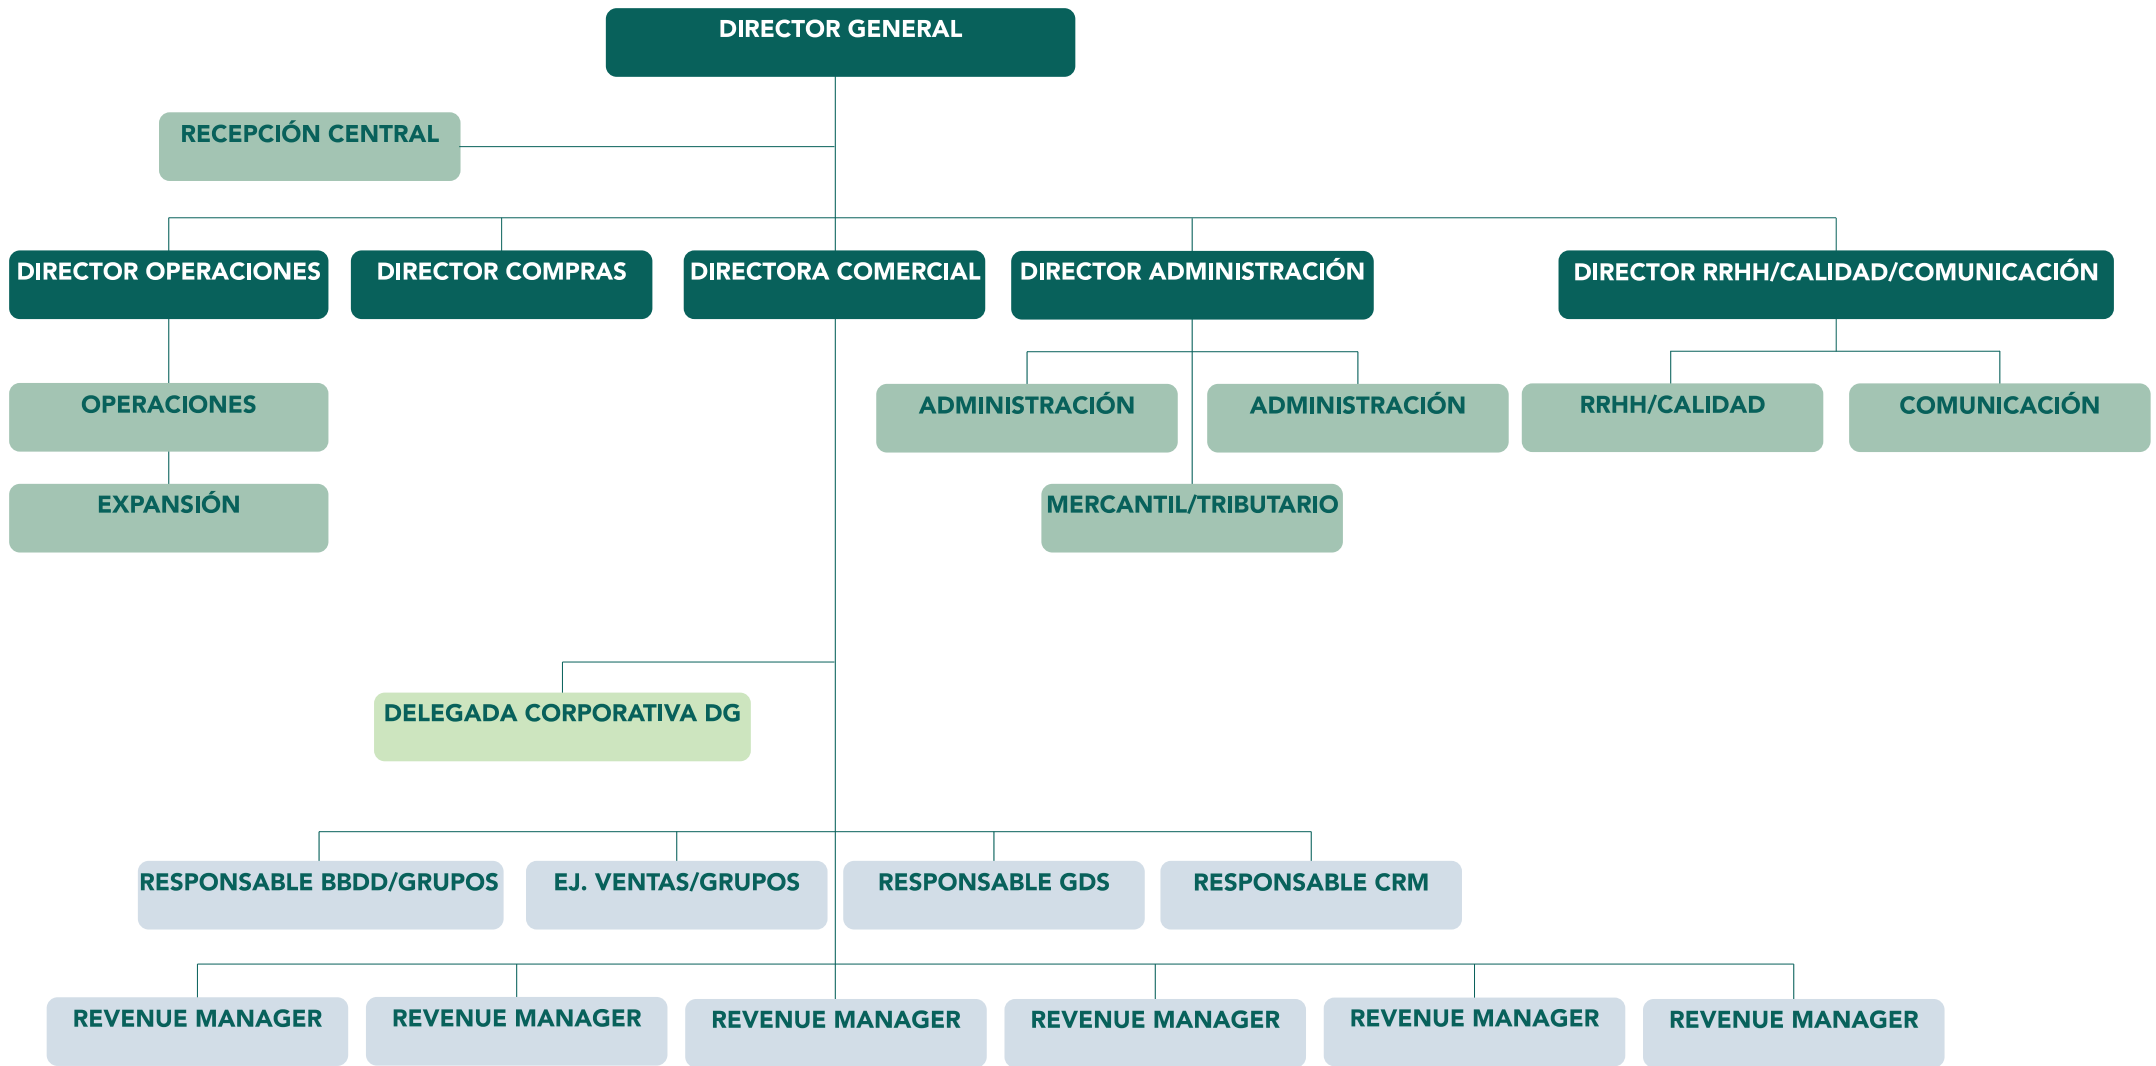 DIRECTOR GENERAL
RECEPCIÓN CENTRAL
DIRECTOR OPERACIONES
DIRECTOR COMPRAS
DIRECTORA COMERCIAL
DIRECTOR ADMINISTRACIÓN
DIRECTOR RRHH/CALIDAD/COMUNICACIÓN
OPERACIONES
ADMINISTRACIÓN
ADMINISTRACIÓN
RRHH/CALIDAD
COMUNICACIÓN
EXPANSIÓN
MERCANTIL/TRIBUTARIO
DELEGADA CORPORATIVA DG
RESPONSABLE BBDD/GRUPOS
EJ. VENTAS/GRUPOS
RESPONSABLE GDS
RESPONSABLE CRM
REVENUE MANAGER
REVENUE MANAGER
REVENUE MANAGER
REVENUE MANAGER
REVENUE MANAGER
REVENUE MANAGER